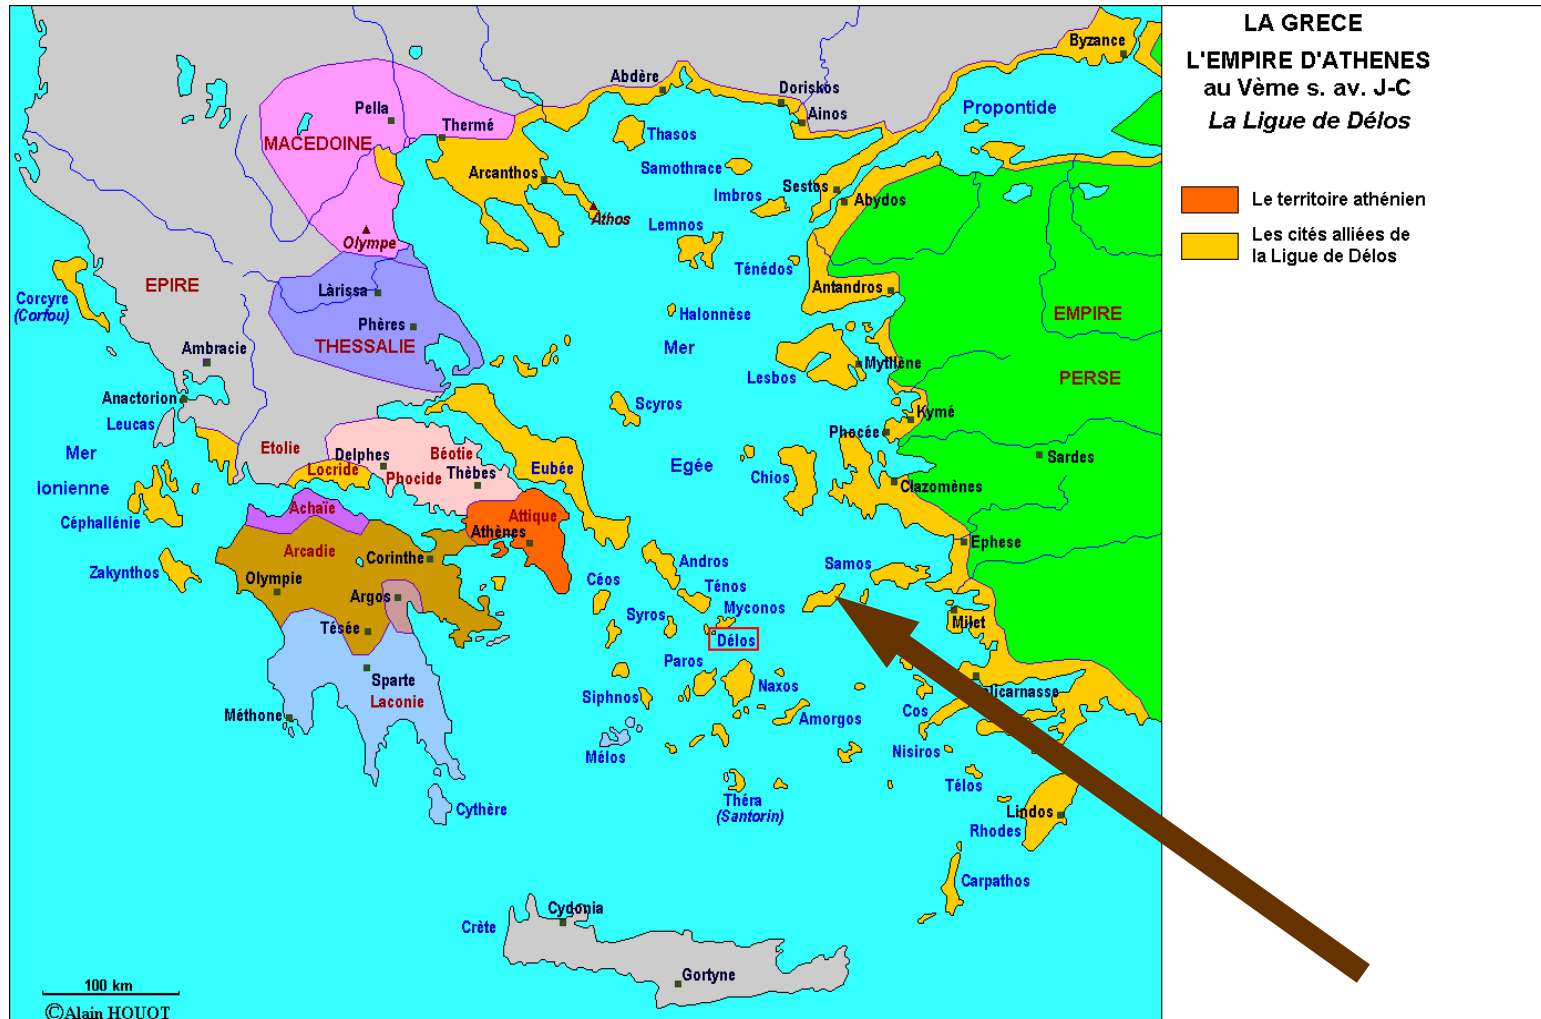 LA GRECE
L'EMPIRE D'ATHENES
au Vème s. av. J-C
La Ligue de Délos
Le territoire athénien
Les cités alliées de
la Ligue de Délos
Byzance
Abdère
Doriskos
Ainos
Propontide
Pella
Thermé
MACEDOINE
Thasos
Samothrace
Arcanthos
Imbros
Sestos
Abydos
Athos
Lemnos
Olympe
Ténédos
EPIRE
Làrissa
Antandros
Corcyre
(Corfou)
Halonnèse
EMPIRE
Phères
THESSALIE
Mer
Ambracie
Mytilène
Lesbos
PERSE
Anactorion
Scyros
Kymé
Leucas
Phocée
Etolie
Delphes
Béotie
Mer
Locride
Phocide
Thèbes
Eubée
Egée
Chios
Sardes
Ionienne
Clazomènes
Achaïe
Attique
Céphallénie
Athènes
Ephese
Arcadie
Corinthe
Andros
Samos
Zakynthos
Olympie
Céos
Ténos
Argos
Myconos
Syros
Milet
Tésée
Délos
Paros
Sparte
Naxos
Laconie
Siphnos
alicarnasse
Méthone
Cos
Amorgos
Nisiros
Mélos
Télos
Cythère
Théra
(Santorin)
Lindos
Rhodes
Carpathos
Cydonia
Crète
Gortyne
100 km
©Alain HOUOT